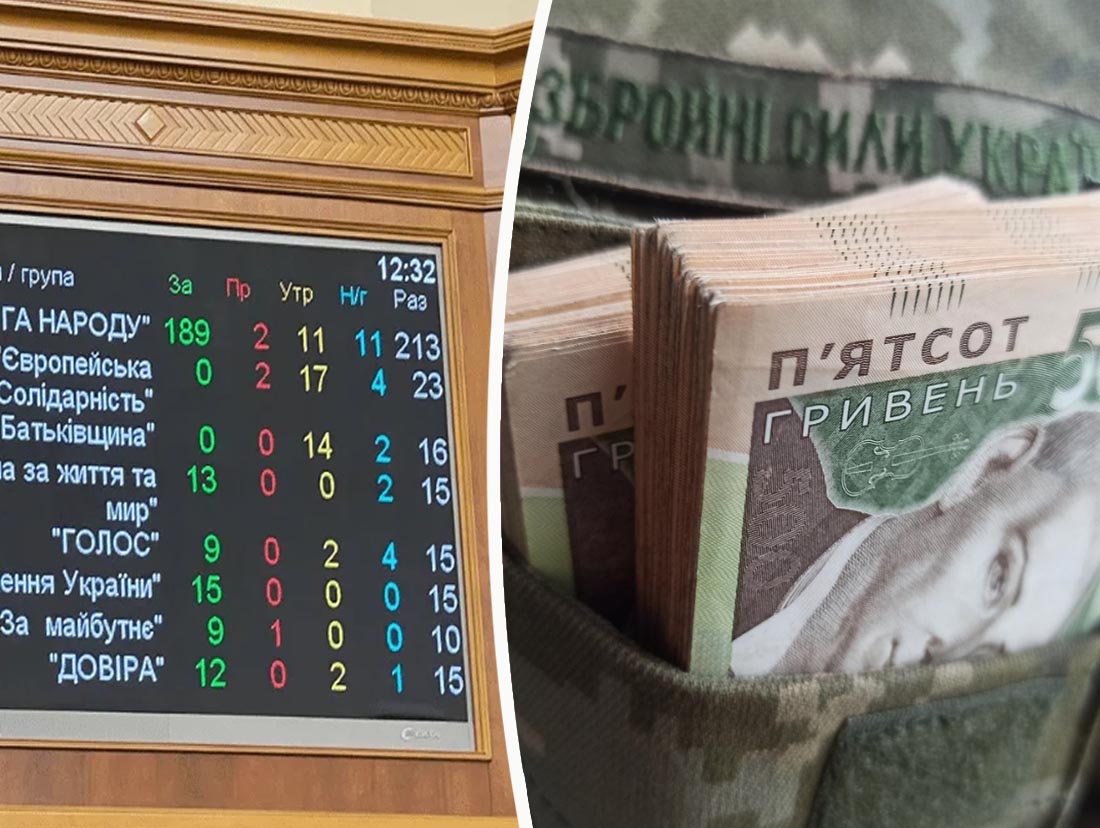 / група За Пр Утр Н/г Раз
12:32
ГА НАРОДУ" 189 2 11 11 213
"Європейська
Солідарність" 0 2 17 4 23
Батьківщина" 0 0 14 2 16
за життя та
мир" 13 0 0 2 15
"ГОЛОС" 9 0 2 4 15
ення України" 15 0 0 0 15
За майбутнє" 9 1 0 0 10
"ДОВІРА" 12 0 2 1 15
ЗБРОЙНІ СИЛИ УКРАЇ
П'ЯТСОТ
ГРИВЕНЬ
П'
ГР